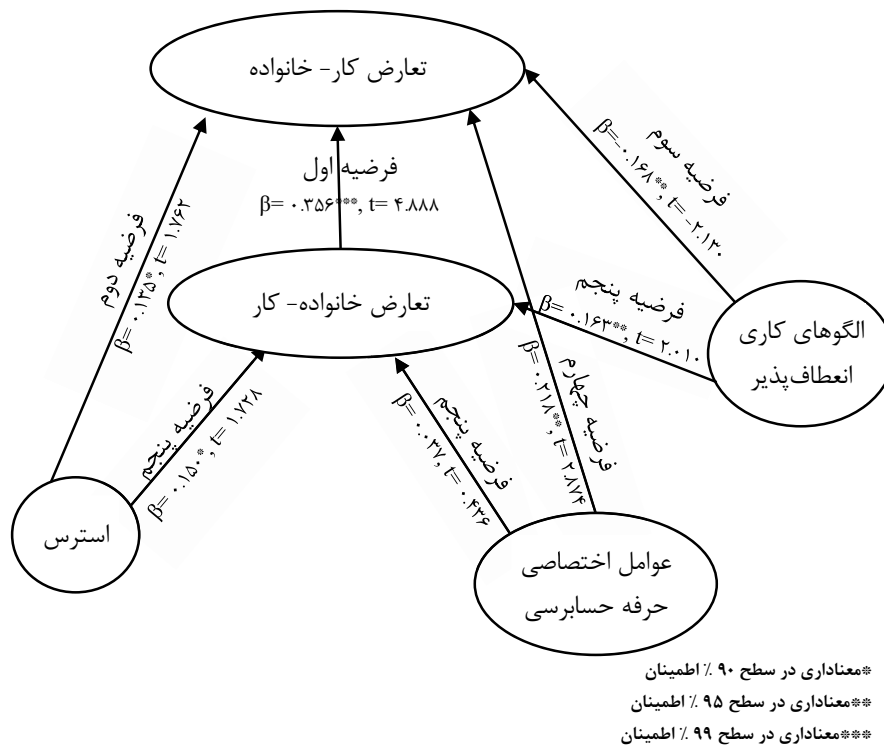 تعارض کار- خانواده
فرضیه اول
β= ۰.۳۵۶***, t= ۴.۸۸۸
فرضیه سوم
β=-۰.۱۶۸**, t= -۲.۱۳۰
فرضیه دوم
β= ۰.۱۳۵*, t= ۱.۷۶۲
تعارض خانواده- کار
فرضیه پنجم
β= ۰.۱۶۳**, t= ۲.۰۱۰
الگوهای کاری
انعطاف‌پذیر
فرضیه چهارم
β= ۰.۲۱۸**, t= ۲.۸۷۴
فرضیه پنجم
β= ۰.۰۳۷, t= ۰.۴۳۶
فرضیه پنجم
β= ۰.۱۵۰*, t= ۱.۷۲۸
استرس
عوامل اختصاصی
حرفه حسابرسی
*معناداری در سطح ۹۰ ٪ اطمینان
**معناداری در سطح ۹۵ ٪ اطمینان
***معناداری در سطح ۹۹ ٪ اطمینان